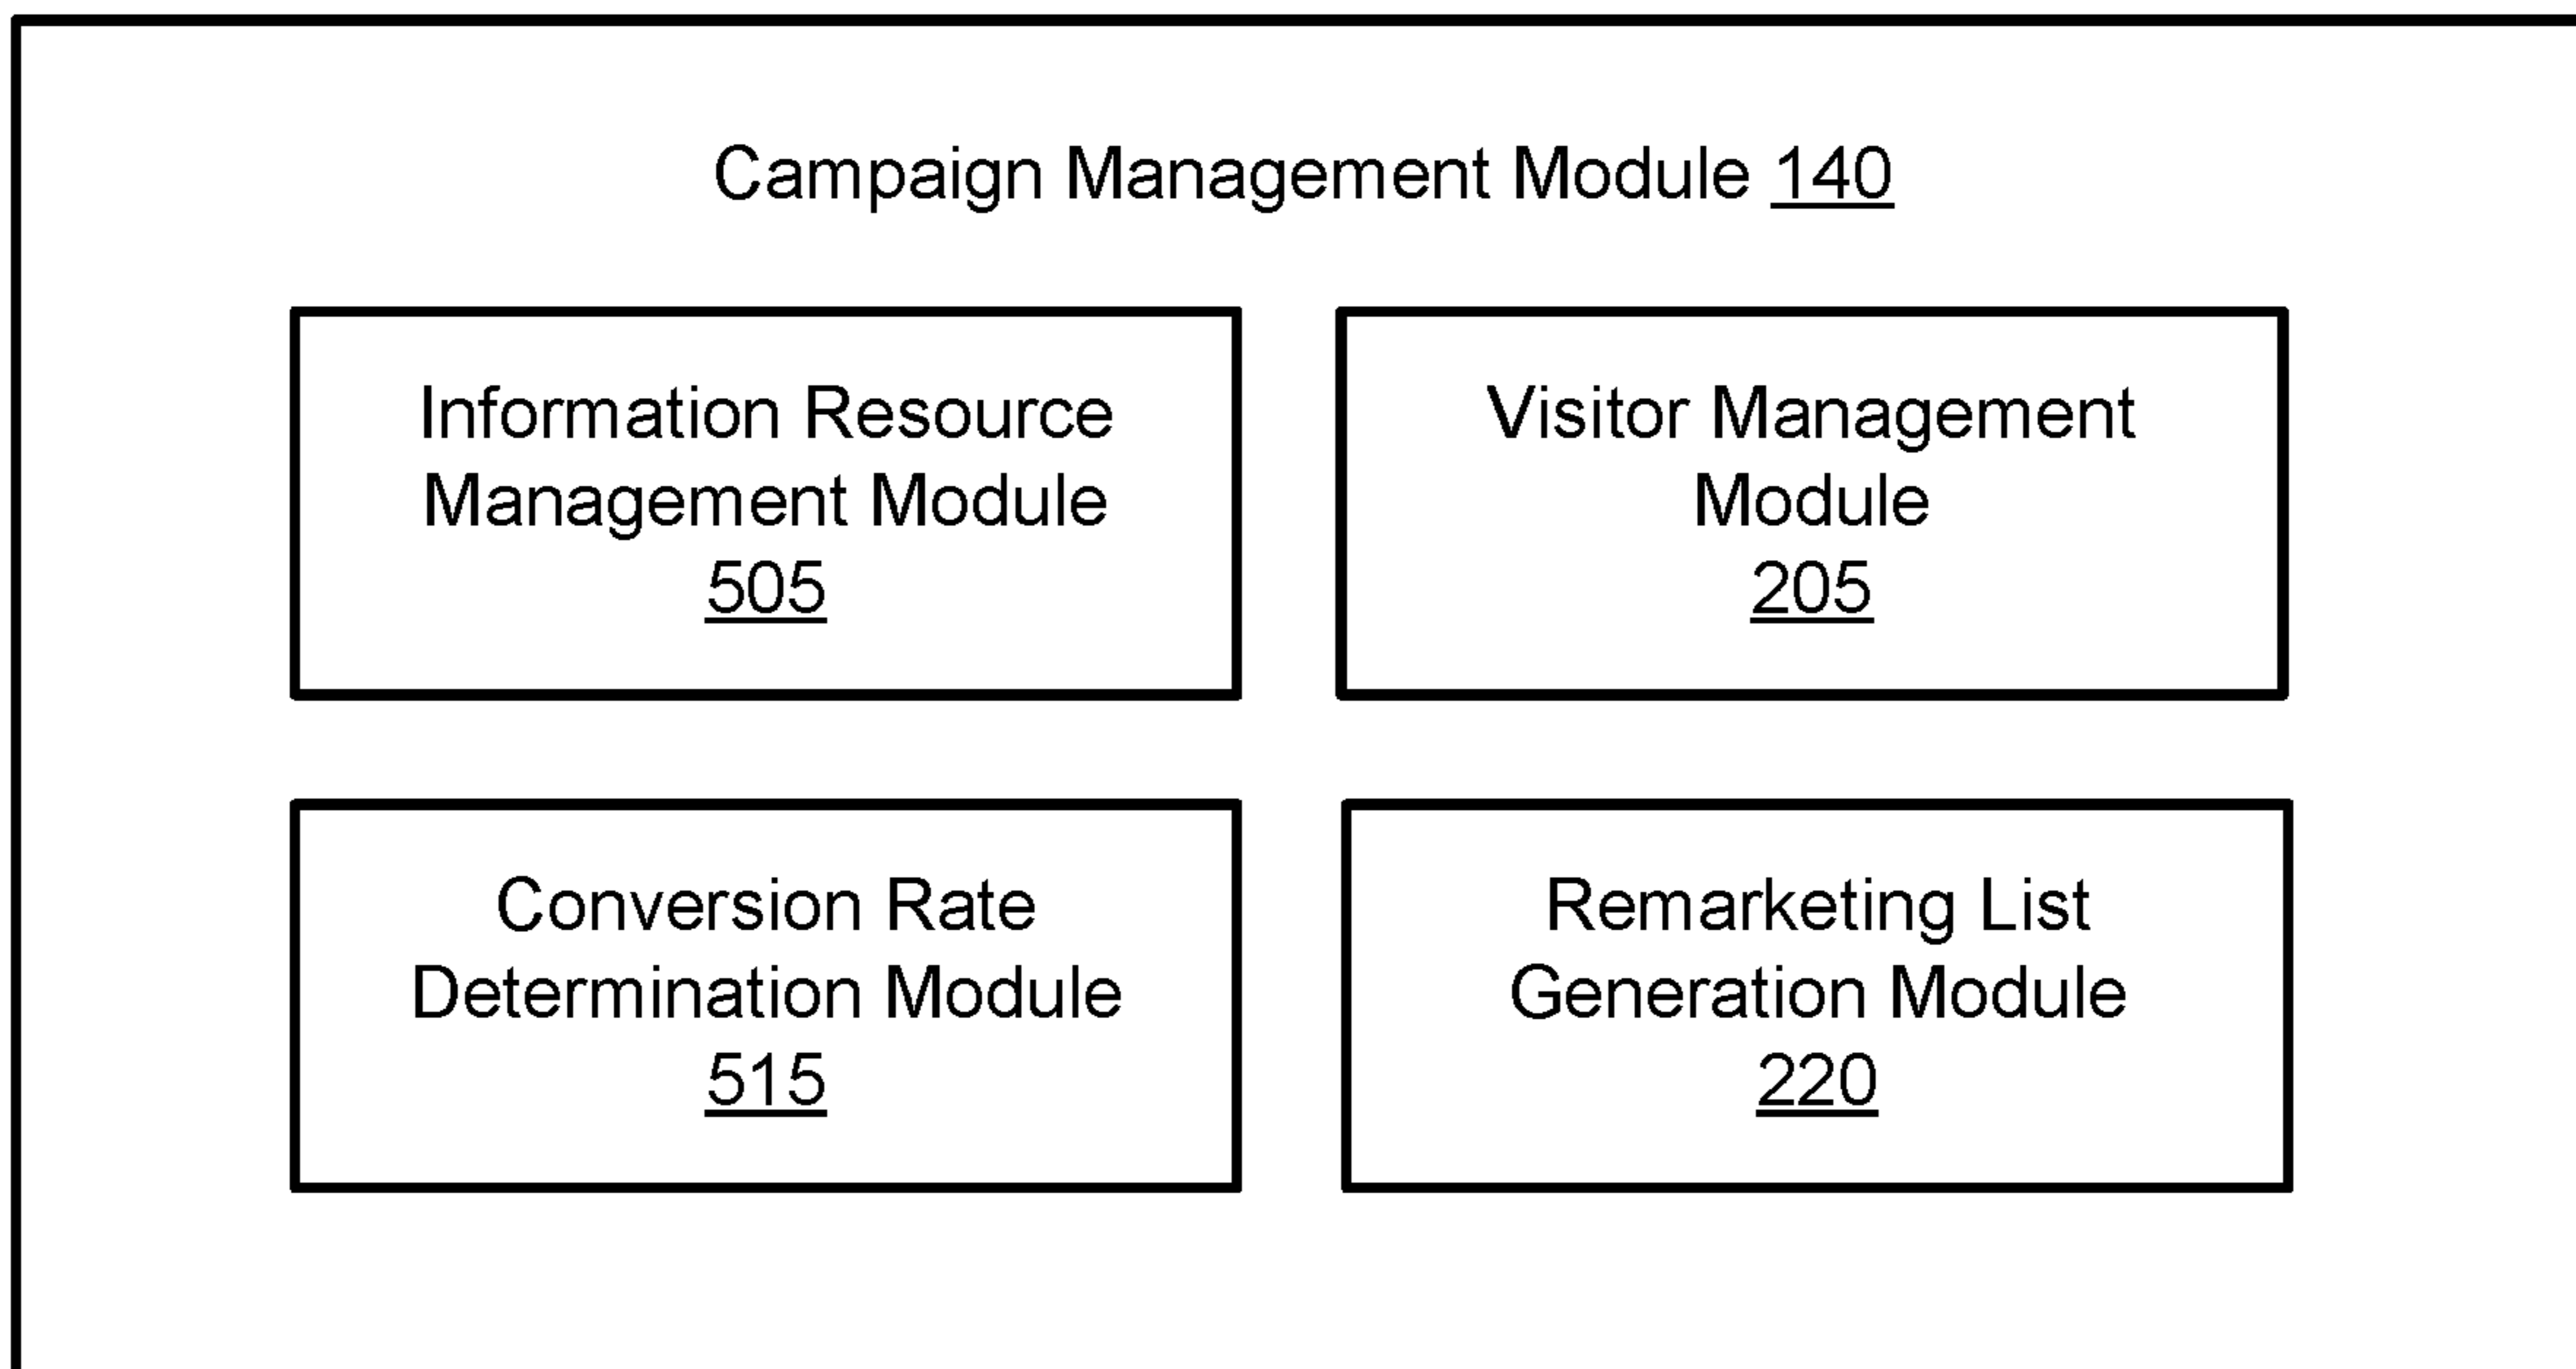 Campaign Management Module 140
Information Resource
Management Module
505
Visitor Management
Module
205
Conversion Rate
Determination Module
515
Remarketing List
Generation Module
220